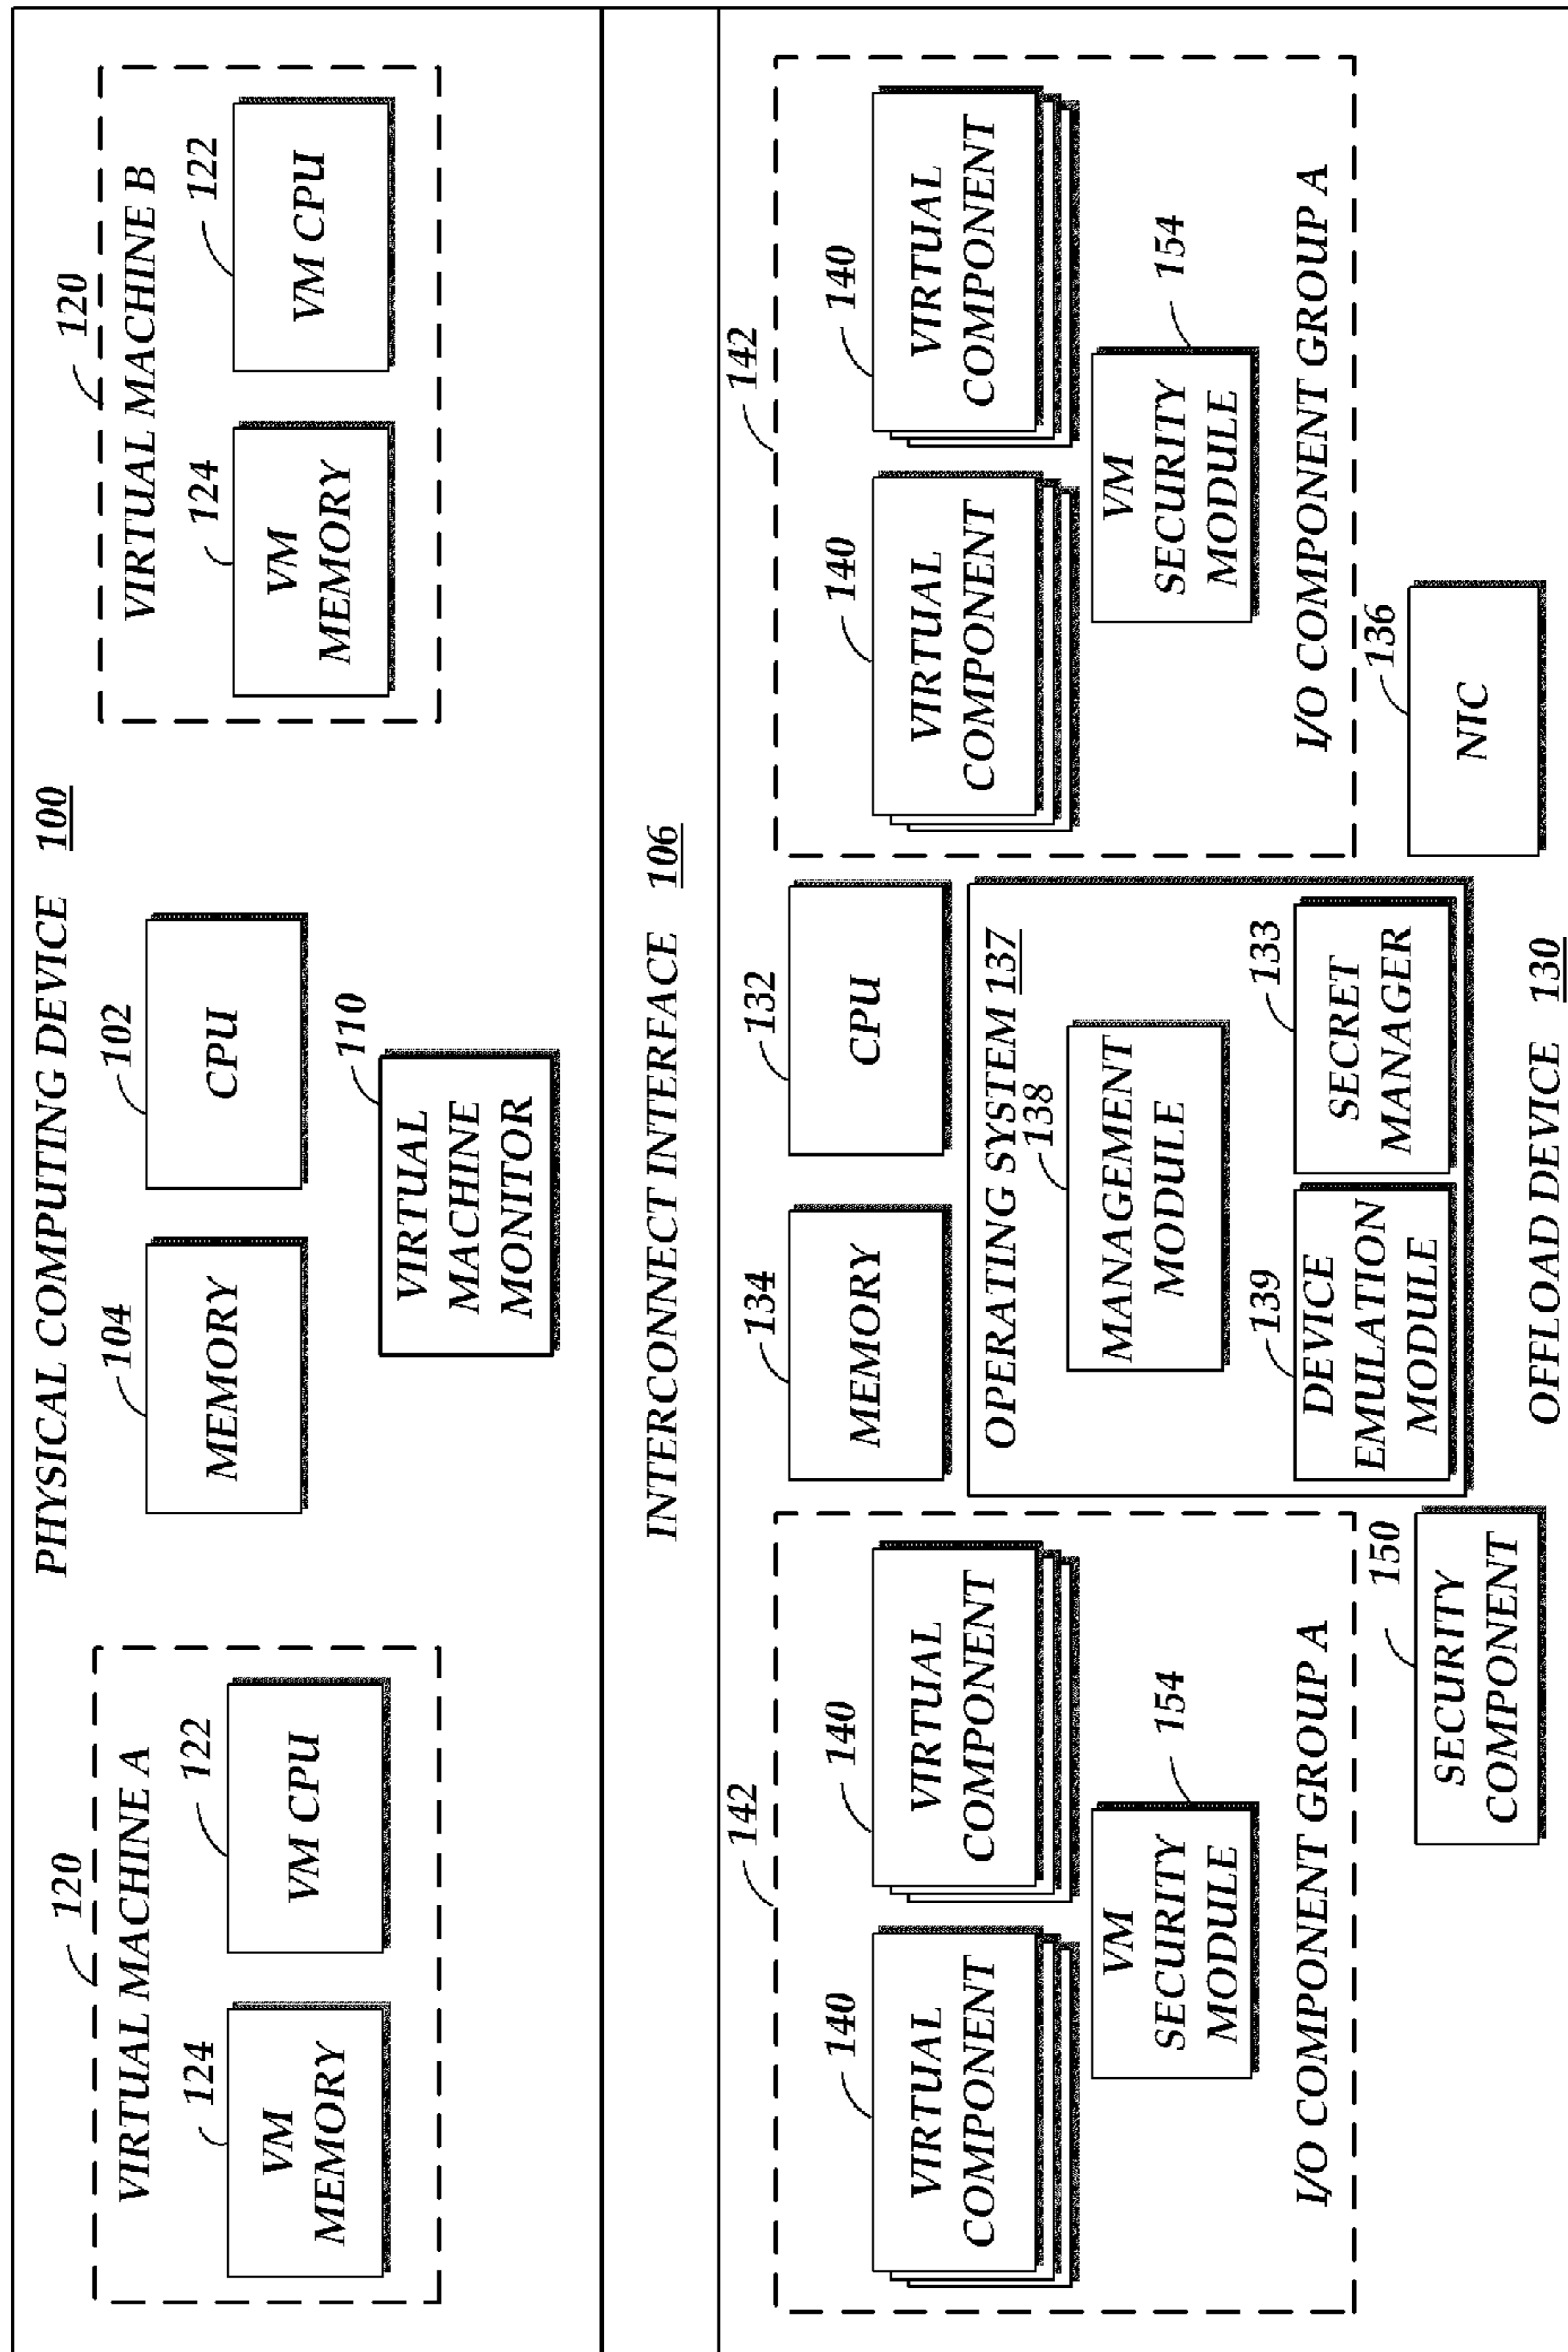 PHYSICAL COMPUTING DEVICE 100
120
VIRTUAL MACHINE A
124
VM
MEMORY
122
VM CPU
104
MEMORY
102
CPU
110
VIRTUAL
MACHINE
MONITOR
120
VIRTUAL MACHINE B
124
VM
MEMORY
122
VM CPU
INTERCONNECT INTERFACE 106
142
140
VIRTUAL
COMPONENT
140
VIRTUAL
COMPONENT
VM
SECURITY
MODULE
154
I/O COMPONENT GROUP A
134
MEMORY
132
CPU
OPERATING SYSTEM 137
138
MANAGEMENT
MODULE
139
DEVICE
EMULATION
MODULE
133
SECRET
MANAGER
142
140
VIRTUAL
COMPONENT
140
VIRTUAL
COMPONENT
VM
SECURITY
MODULE
154
I/O COMPONENT GROUP A
150
SECURITY
COMPONENT
136
NIC
OFFLOAD DEVICE 130